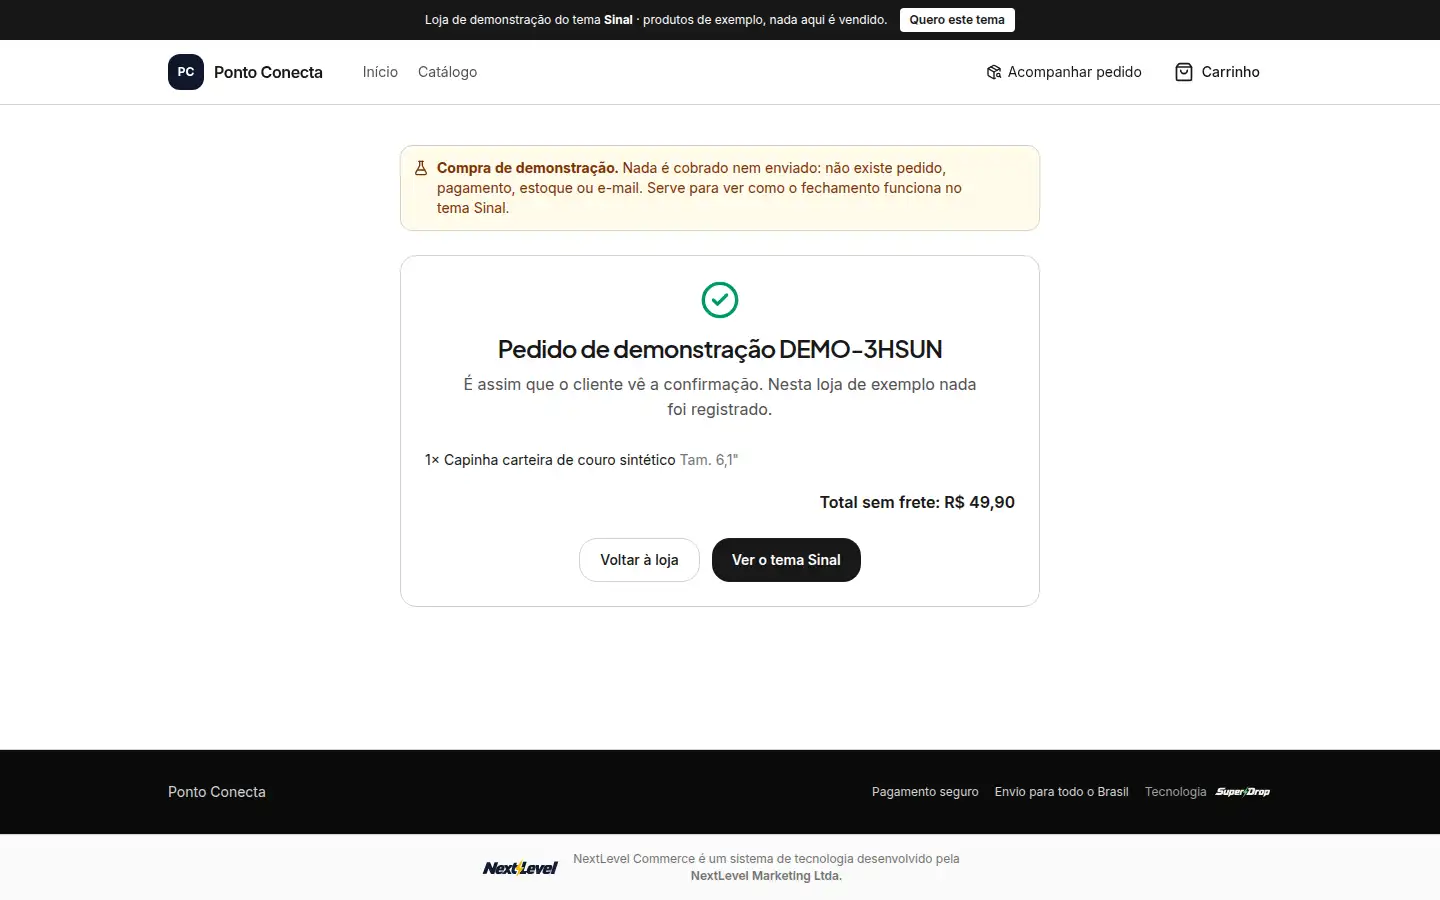 Loja de demonstração do tema Sinal · produtos de exemplo, nada aqui é vendido. Quero este tema
PC Ponto Conecta Início Catálogo Acompanhar pedido Carrinho
Compra de demonstração. Nada é cobrado nem enviado: não existe pedido,
pagamento, estoque ou e-mail. Serve para ver como o fechamento funciona no
tema Sinal.
Pedido de demonstração DEMO-3HSUN
É assim que o cliente vê a confirmação. Nesta loja de exemplo nada
foi registrado.
1× Capinha carteira de couro sintético Tam. 6,1"
Total sem frete: R$ 49,90
Voltar à loja Ver o tema Sinal
Ponto Conecta Pagamento seguro Envio para todo o Brasil Tecnologia SuperDrop
NextLevel NextLevel Commerce é um sistema de tecnologia desenvolvido pela
NextLevel Marketing Ltda.